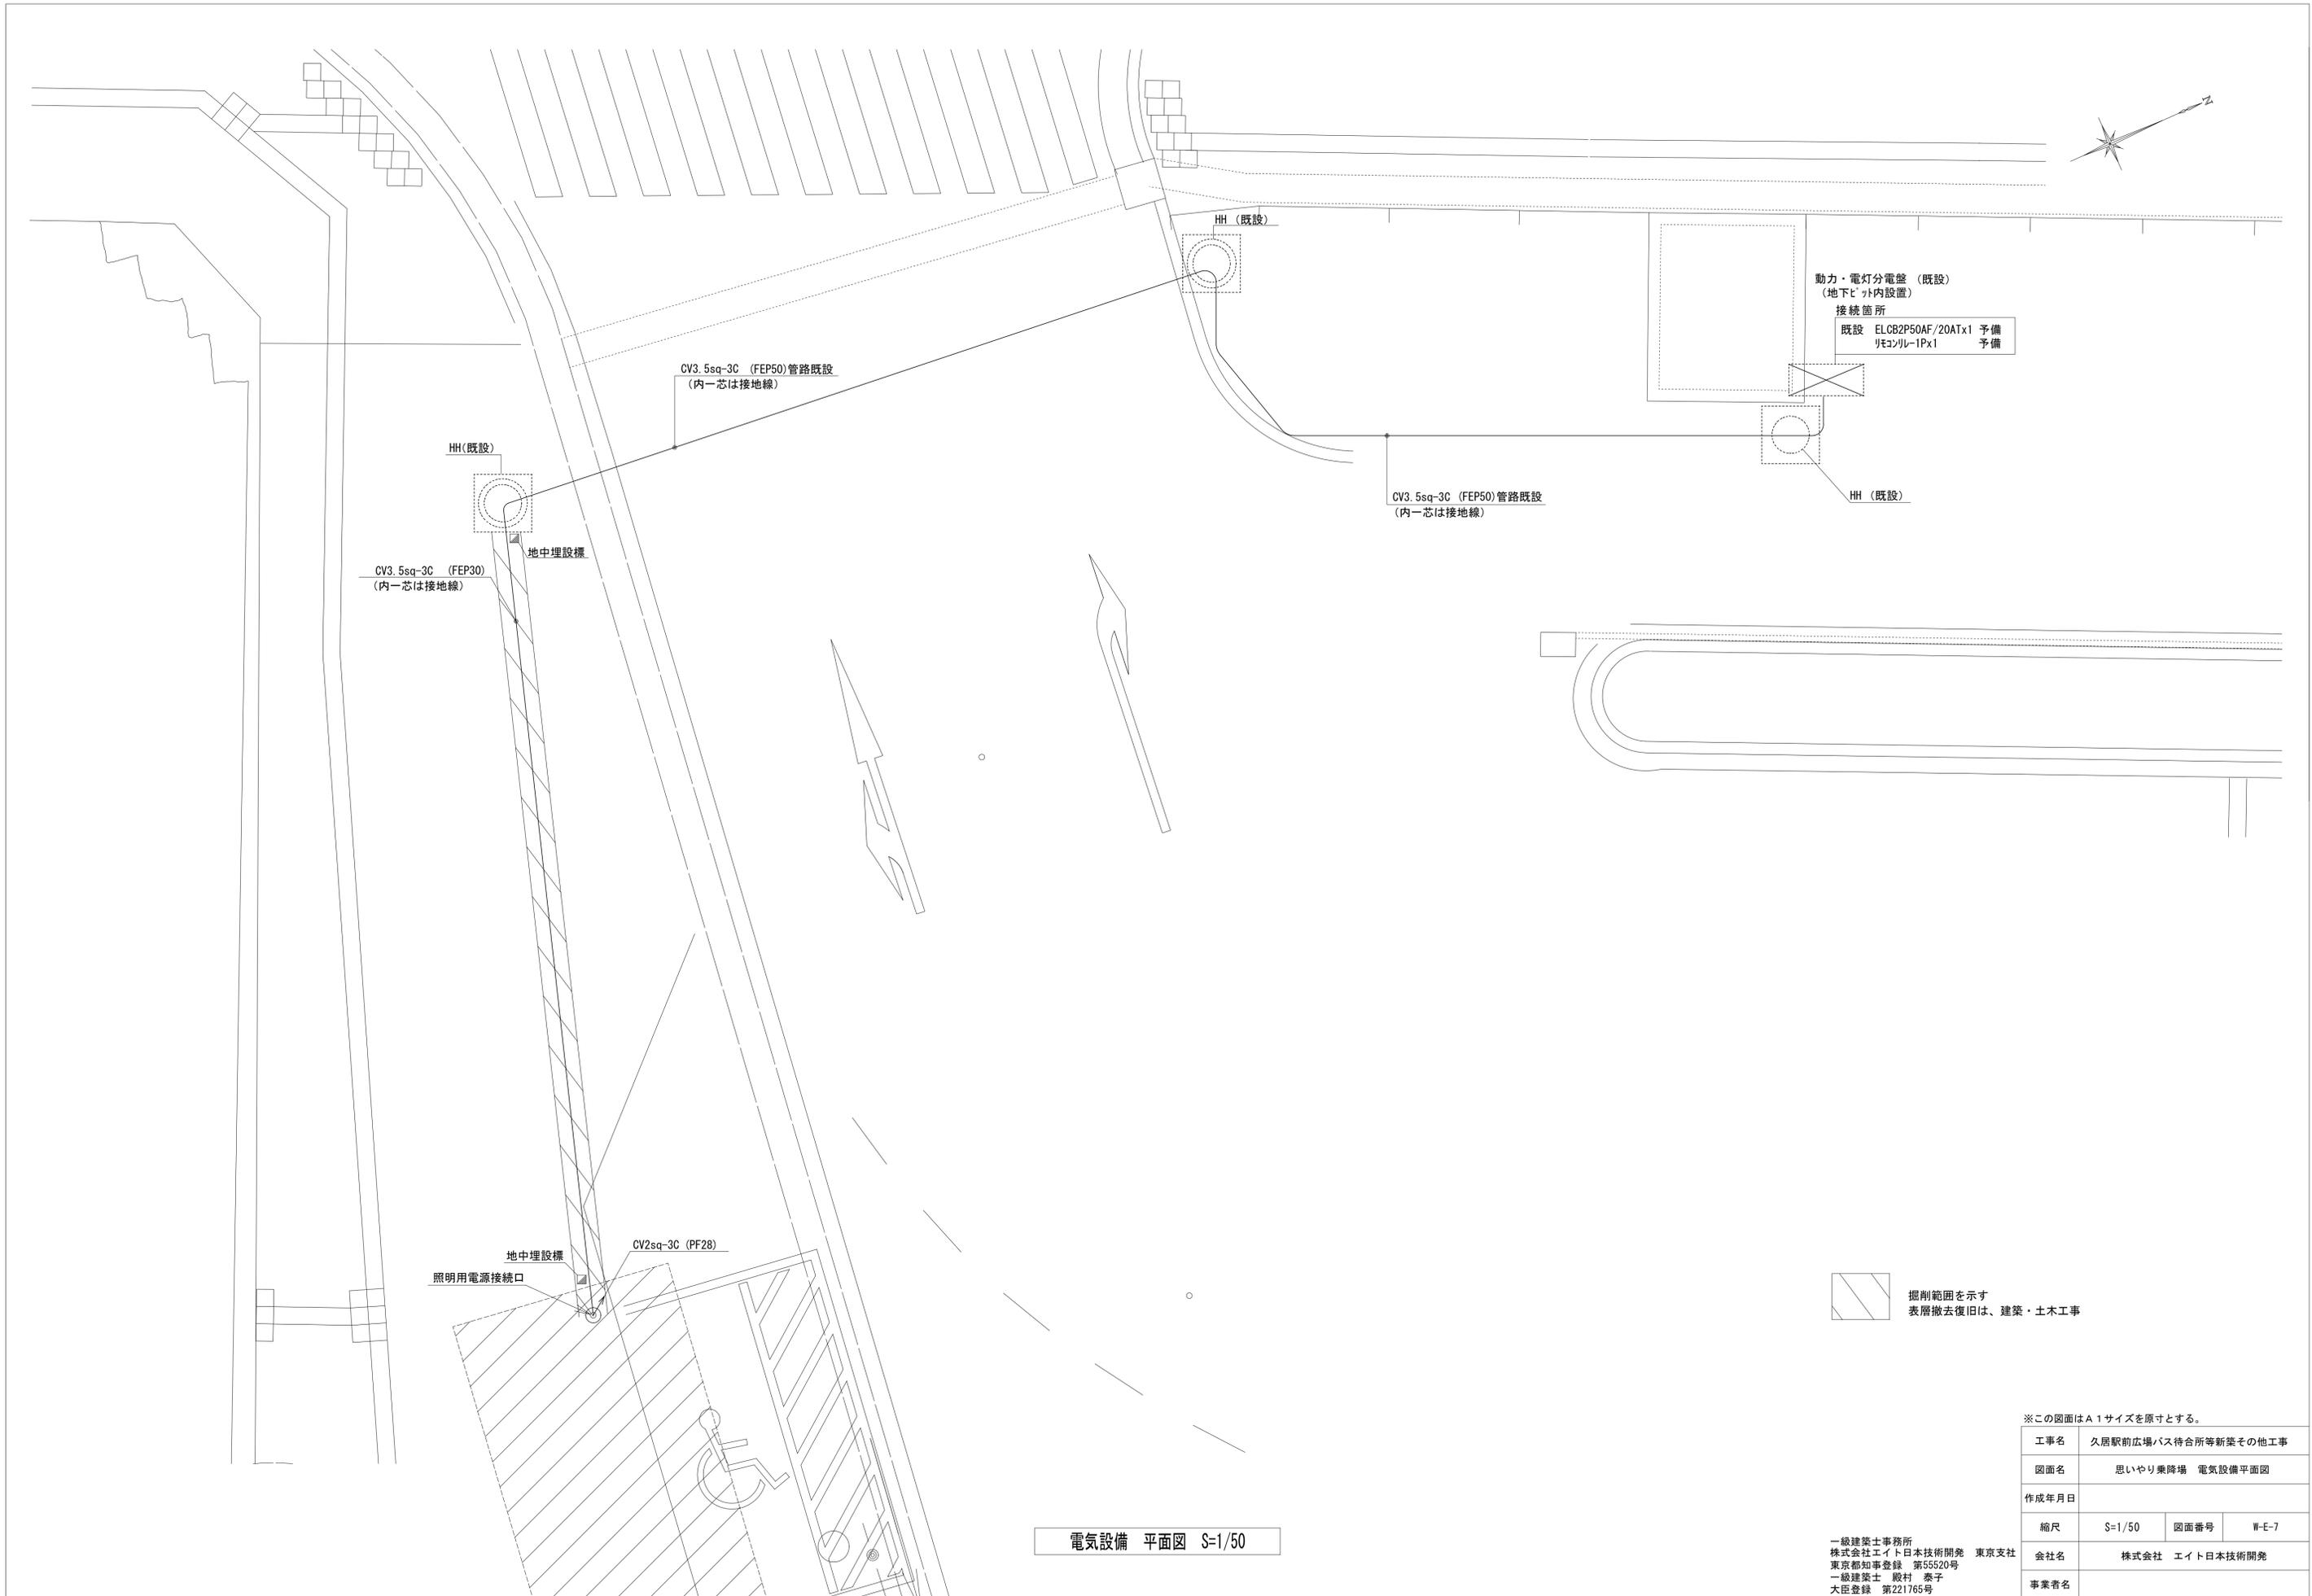 N
HH (既設)
動力・電灯分電盤 (既設)
(地下ﾋﾟｯﾄ内設置)
接続箇所
既設 ELCB2P50AF/20ATx1 予備
ﾘﾓｺﾝﾘﾚｰ1Px1 予備
CV3.5sq-3C (FEP50)管路既設
(内一芯は接地線)
HH(既設)
CV3.5sq-3C (FEP50)管路既設
(内一芯は接地線)
HH (既設)
地中埋設標
CV3.5sq-3C (FEP30)
(内一芯は接地線)
CV2sq-3C (PF28)
地中埋設標
照明用電源接続口
掘削範囲を示す
表層撤去復旧は、建築・土木工事
電気設備 平面図 S=1/50
※この図面はA1サイズを原寸とする。
工事名 久居駅前広場バス待合所等新築その他工事
図面名 思いやり乗降場 電気設備平面図
作成年月日
縮尺 S=1/50 図面番号 W-E-7
会社名 株式会社 エイト日本技術開発
事業者名
一級建築士事務所
株式会社エイト日本技術開発 東京支社
東京都知事登録 第55520号
一級建築士 殿村 泰子
大臣登録 第221765号